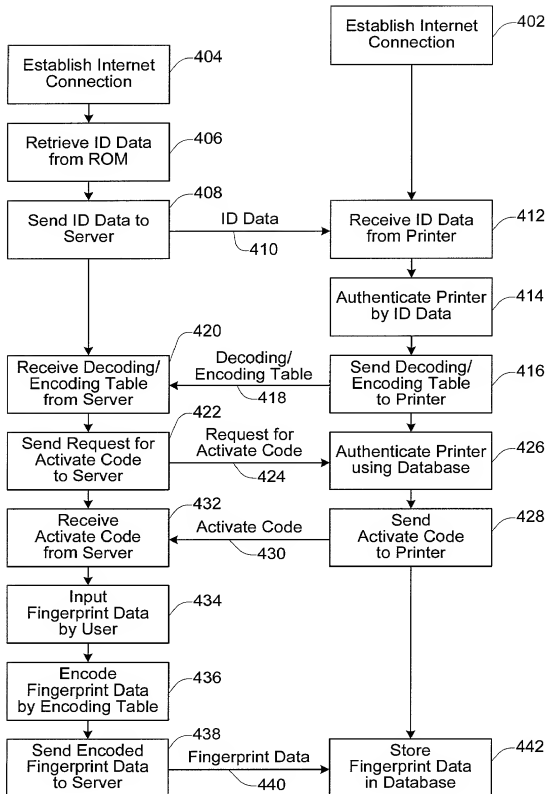 Establish Internet
Connection
402
Establish Internet
Connection
404
Retrieve ID Data
from ROM
406
Send ID Data to
Server
408
ID Data
410
Receive ID Data
from Printer
412
Authenticate Printer
by ID Data
414
Receive Decoding/
Encoding Table
from Server
420
Decoding/
Encoding Table
418
Send Decoding/
Encoding Table
to Printer
416
Send Request for
Activate Code
to Server
422
Request for
Activate Code
424
Authenticate Printer
using Database
426
Receive
Activate Code
from Server
432
Activate Code
430
Send
Activate Code
to Printer
428
Input
Fingerprint Data
by User
434
Encode
Fingerprint Data
by Encoding Table
436
Send Encoded
Fingerprint Data
to Server
438
Fingerprint Data
440
Store
Fingerprint Data
in Database
442